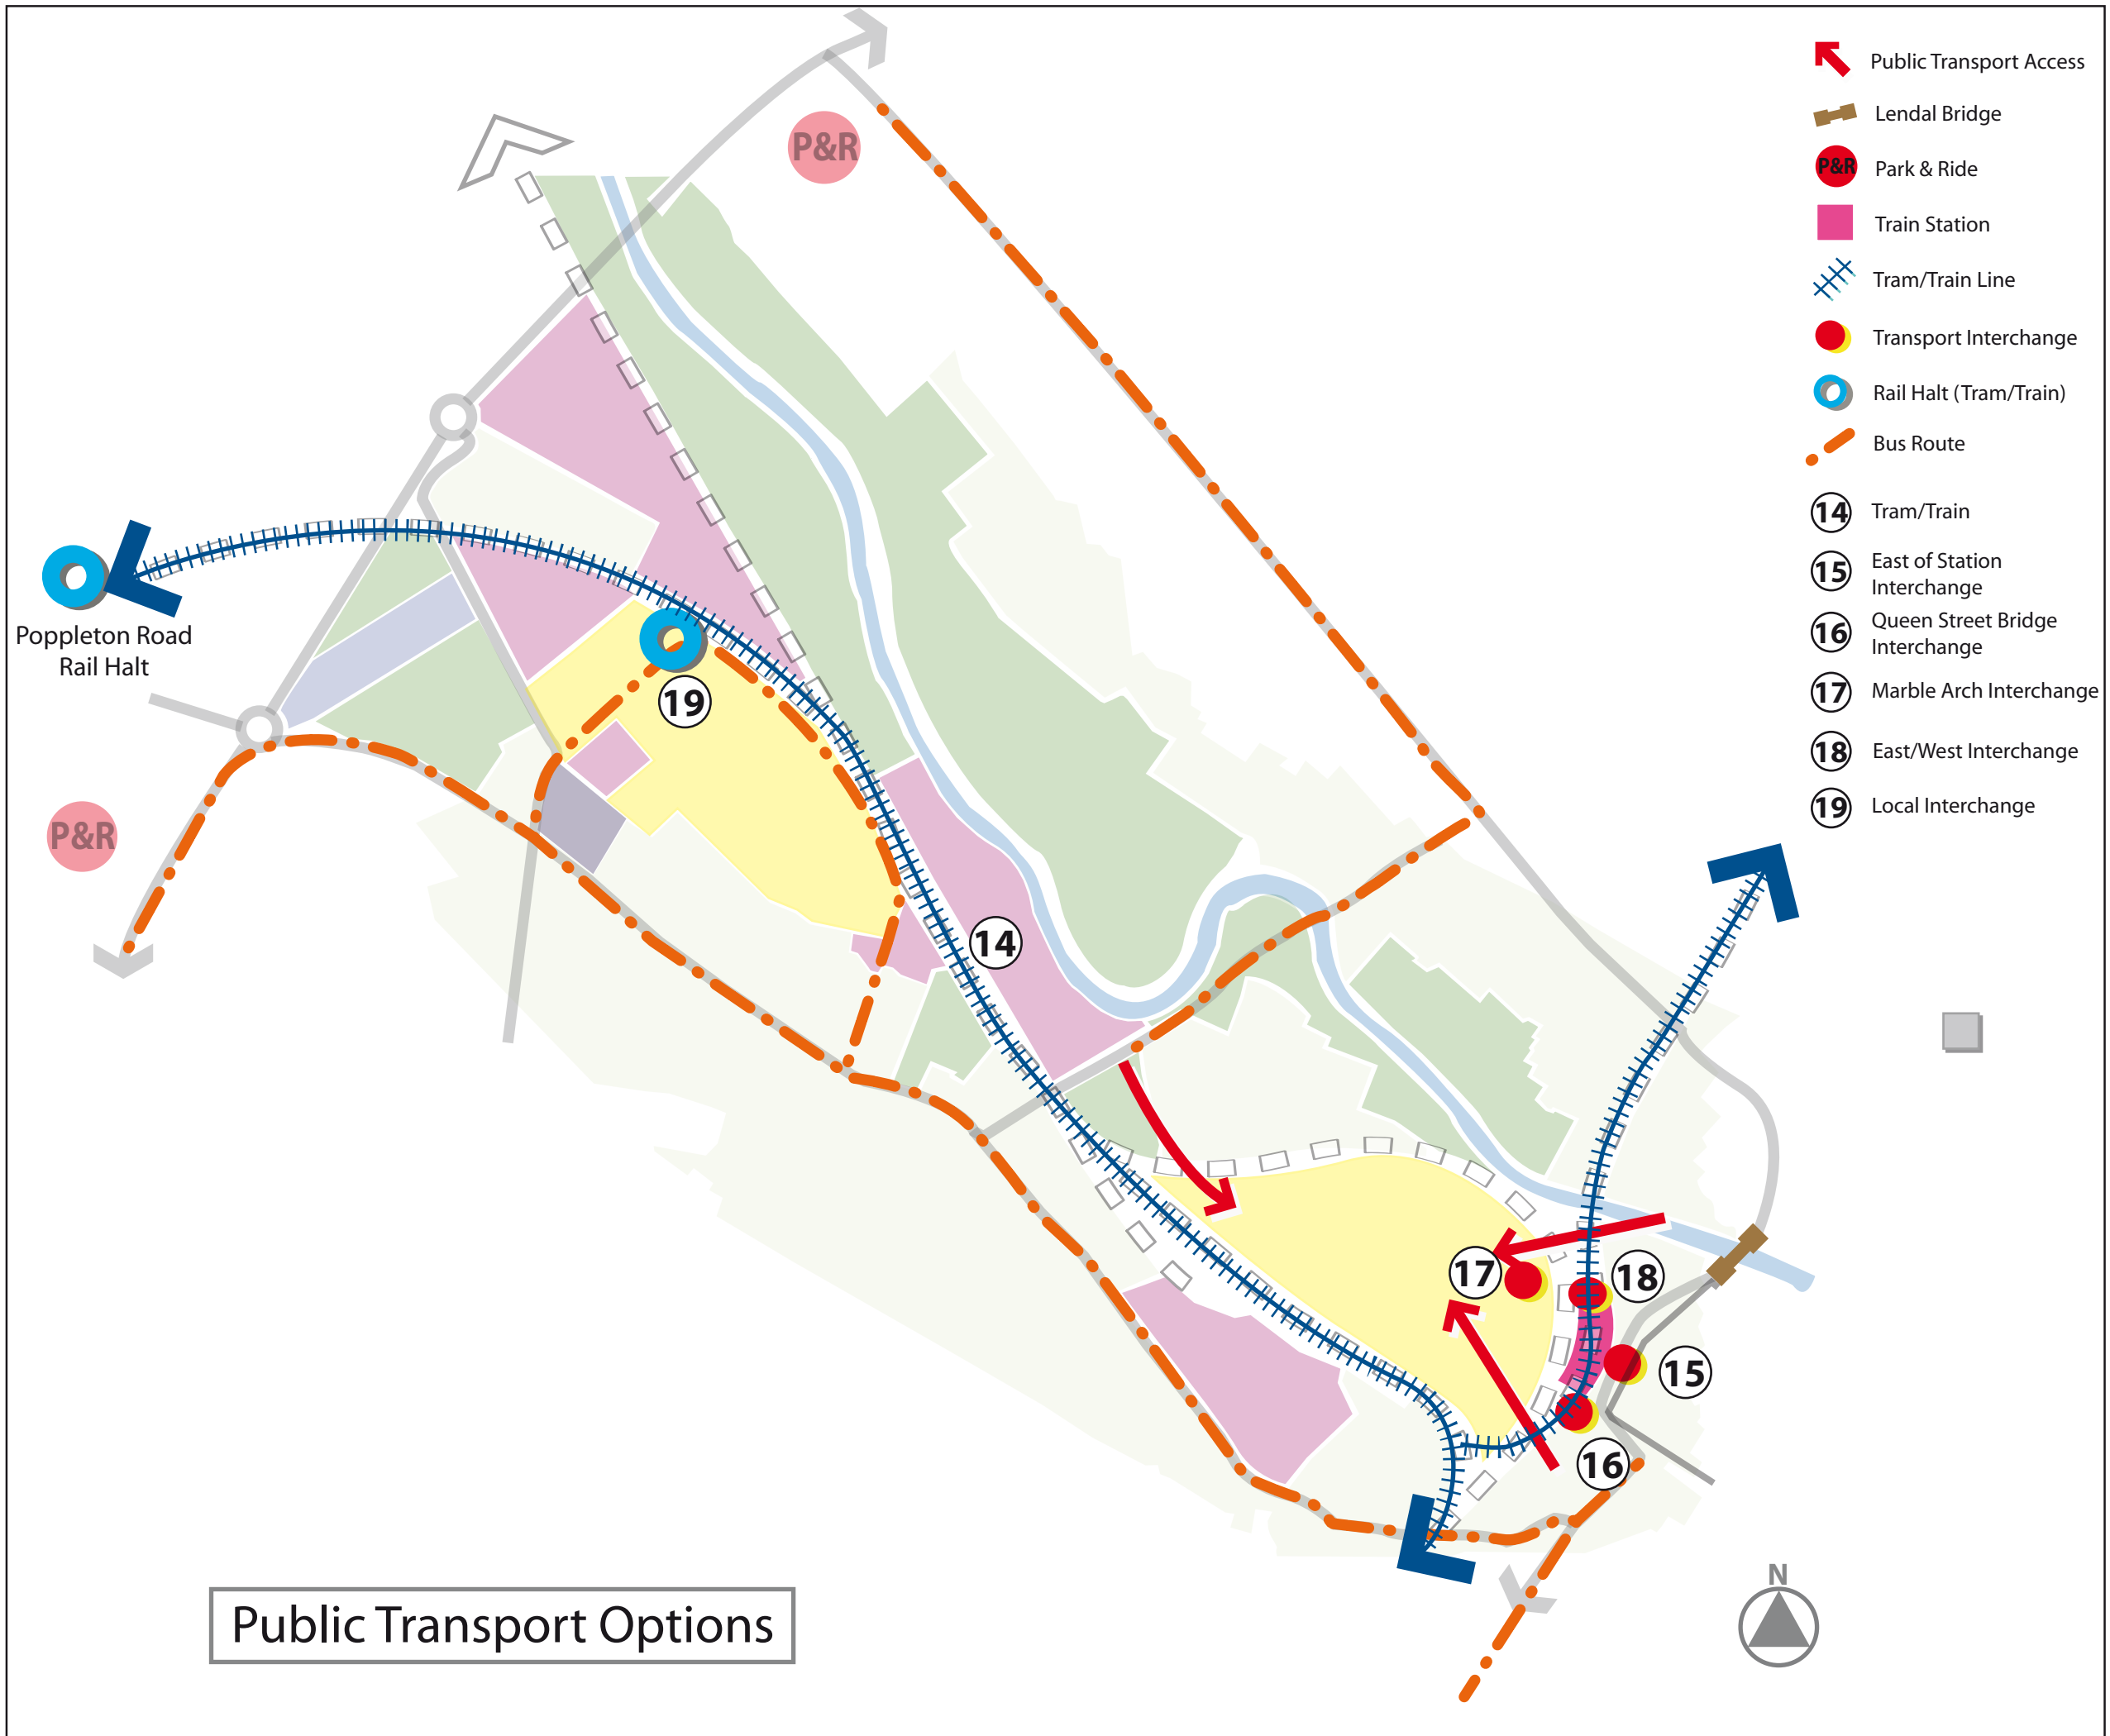 Public Transport Access
Lendal Bridge
P&R
Park & Ride
Train Station
Tram/Train Line
Transport Interchange
Rail Halt (Tram/Train)
Bus Route
14
Tram/Train
15
East of Station
Interchange
16
Queen Street Bridge
Interchange
17
Marble Arch Interchange
18
East/West Interchange
19
Local Interchange
P&R
Poppleton Road
Rail Halt
19
P&R
14
17
18
15
16
N
Public Transport Options